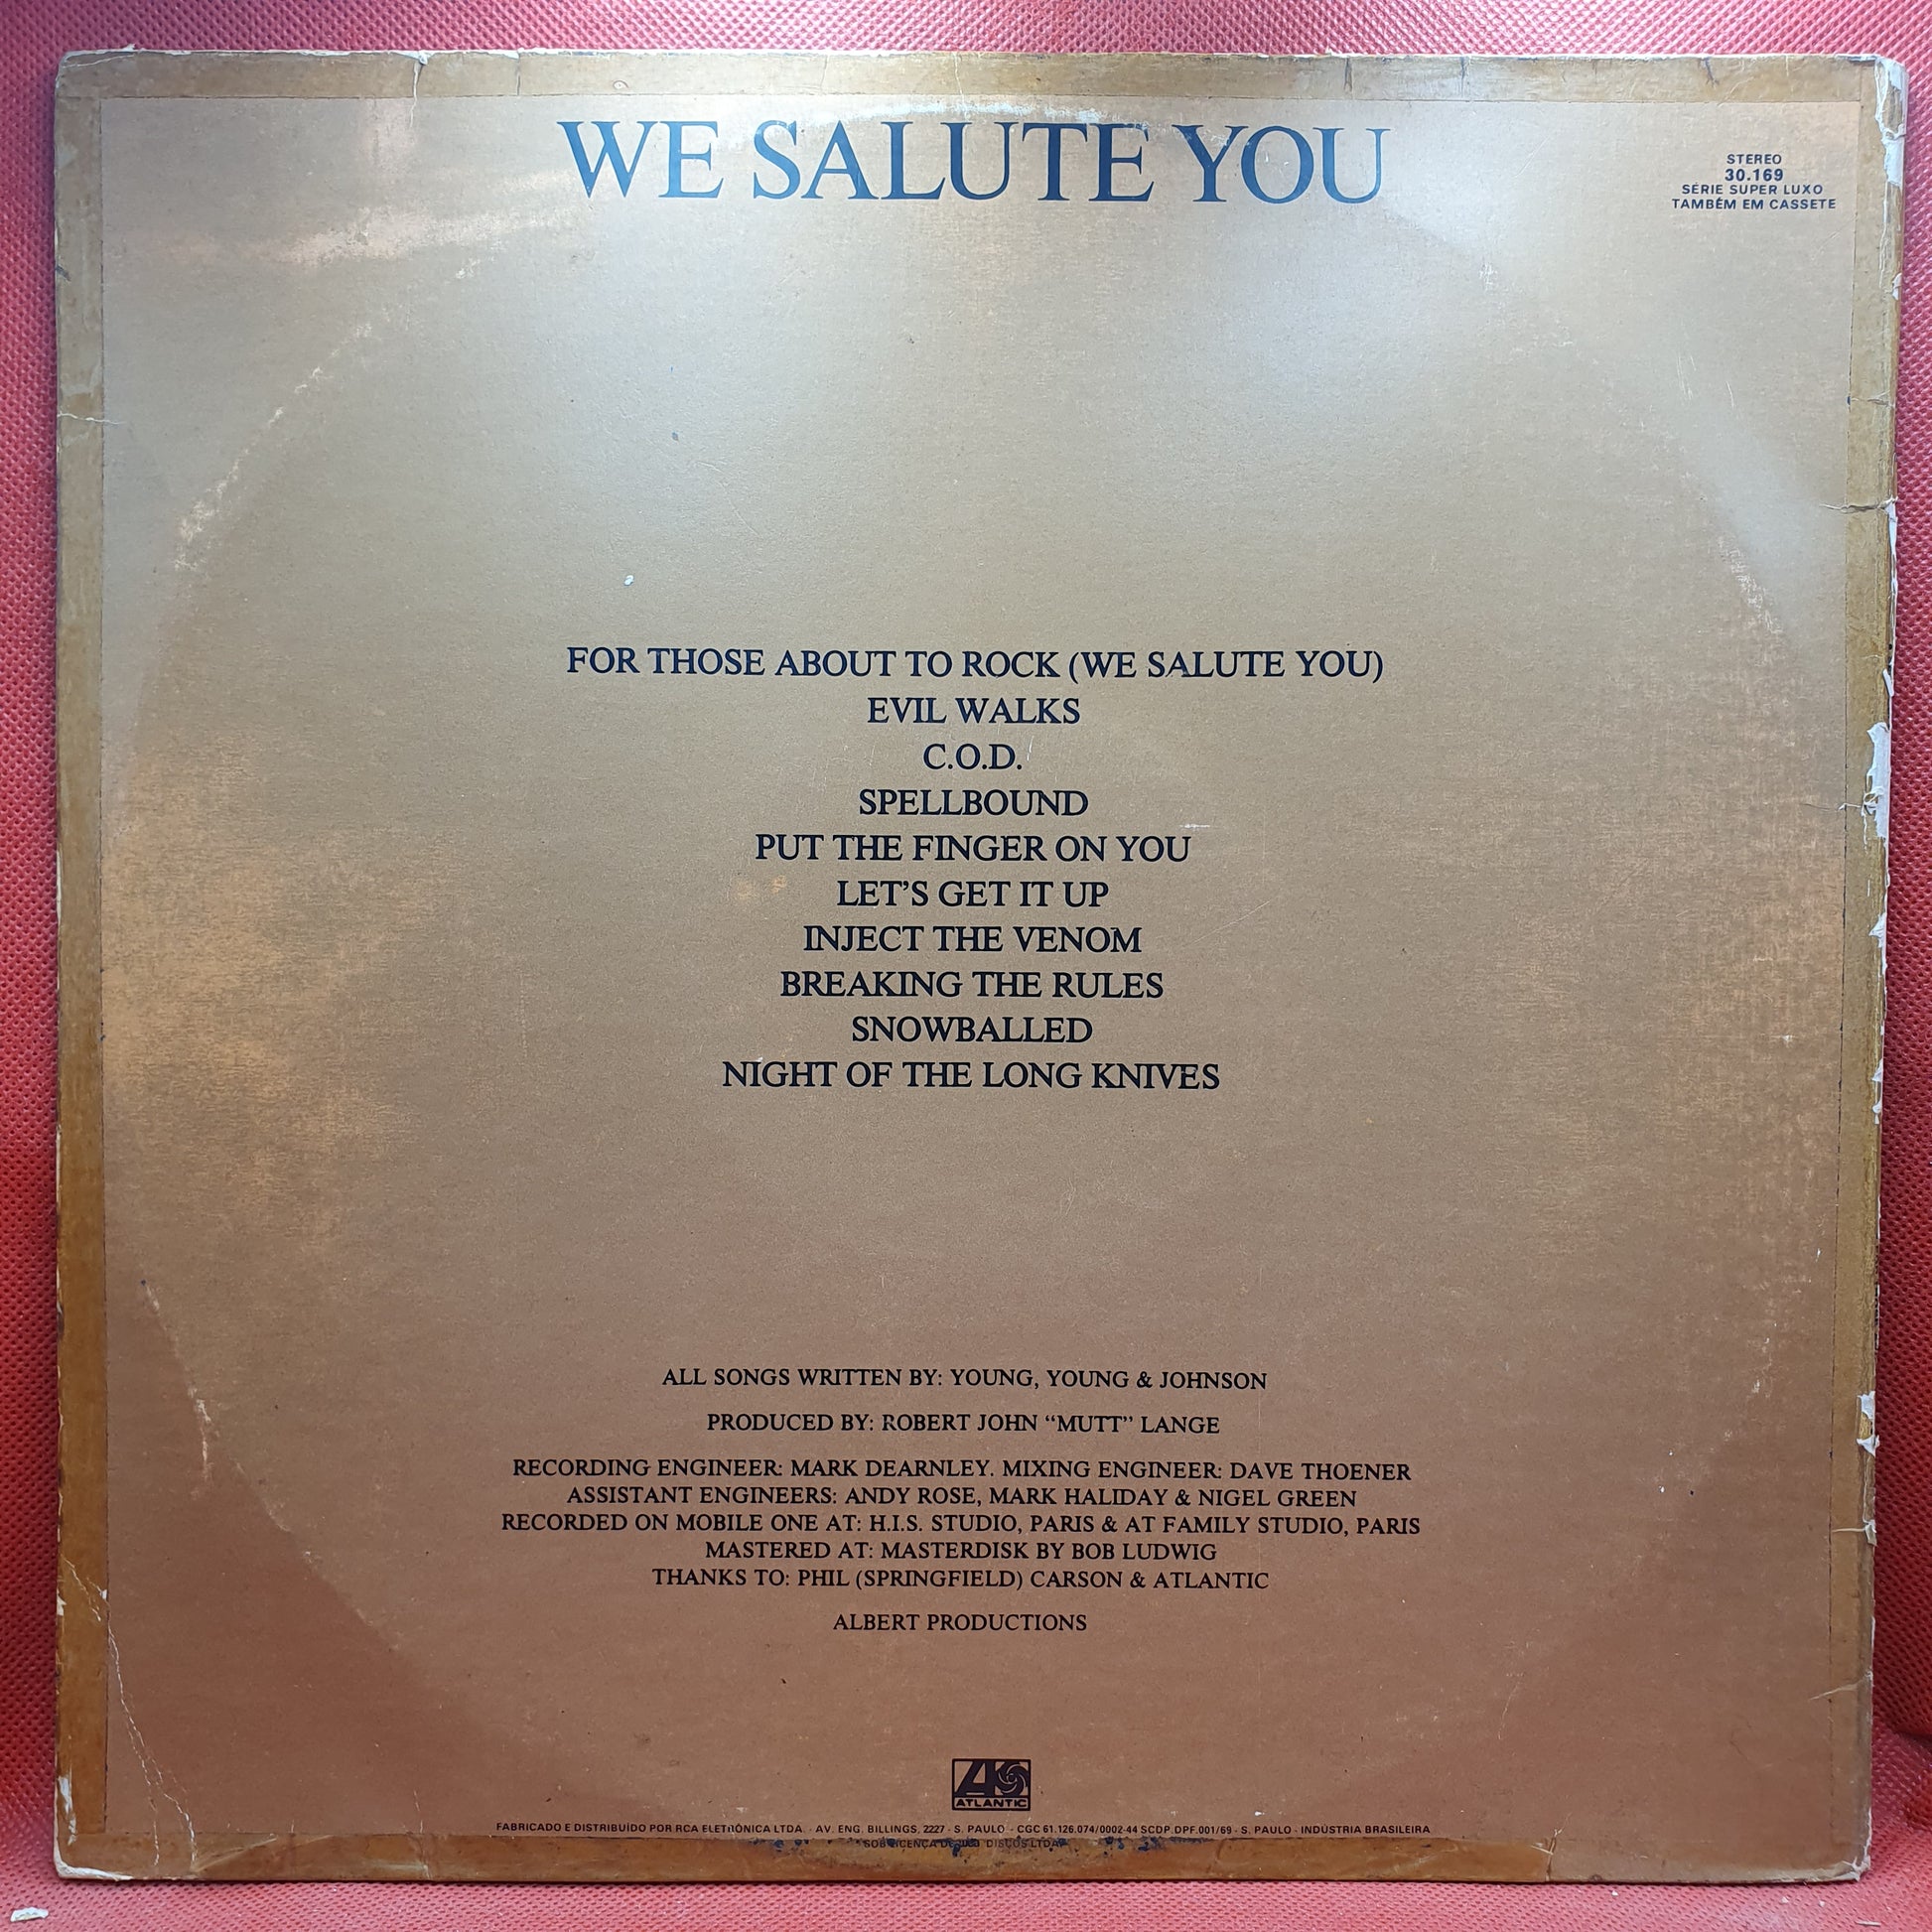 WE SALUTE YOU
STEREO
30.169
SÉRIE SUPER LUXO
TAMBÉM EM CASSETE
FOR THOSE ABOUT TO ROCK (WE SALUTE YOU)
EVIL WALKS
C.O.D.
SPELLBOUND
PUT THE FINGER ON YOU
LET'S GET IT UP
INJECT THE VENOM
BREAKING THE RULES
SNOWBALLED
NIGHT OF THE LONG KNIVES
ALL SONGS WRITTEN BY: YOUNG, YOUNG & JOHNSON
PRODUCED BY: ROBERT JOHN “MUTT” LANGE
RECORDING ENGINEER: MARK DEARNLEY. MIXING ENGINEER: DAVE THOENER
ASSISTANT ENGINEERS: ANDY ROSE, MARK HALIDAY & NIGEL GREEN
RECORDED ON MOBILE ONE AT: H.I.S. STUDIO, PARIS & AT FAMILY STUDIO, PARIS
MASTERED AT: MASTERDISK BY BOB LUDWIG
THANKS TO: PHIL (SPRINGFIELD) CARSON & ATLANTIC
ALBERT PRODUCTIONS
ATLANTIC
FABRICADO E DISTRIBUÍDO POR RCA ELETRÔNICA LTDA. - AV. ENG. BILLINGS, 2227 - S. PAULO - CGC 61.126.074/0002-44 SCDP.DPF.001/69 - S. PAULO - INDÚSTRIA BRASILEIRA
SOB LICENÇA DE DISCOS LTDA